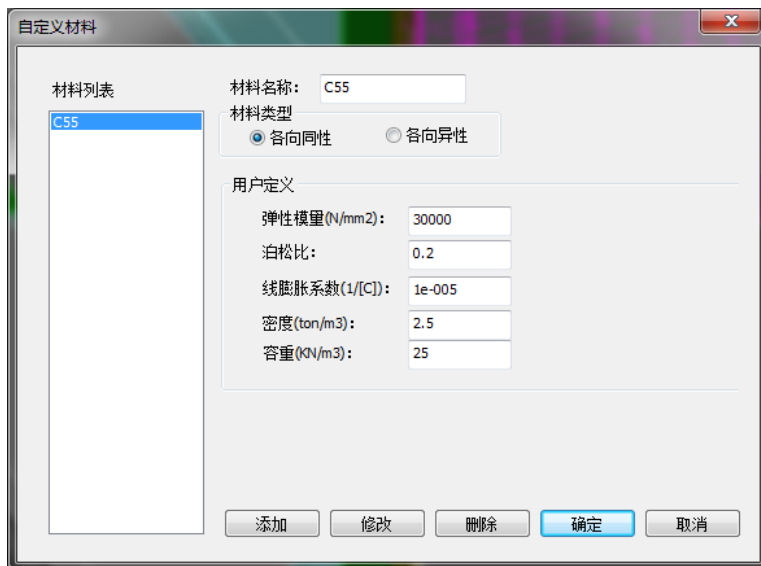 自定义材料
材料列表
C55
材料名称： C55
材料类型
各向同性 各向异性
用户定义
弹性模量(N/mm2)： 30000
泊松比： 0.2
线膨胀系数(1/[C])： 1e-005
密度(ton/m3)： 2.5
容重(KN/m3)： 25
添加 修改 删除 确定 取消